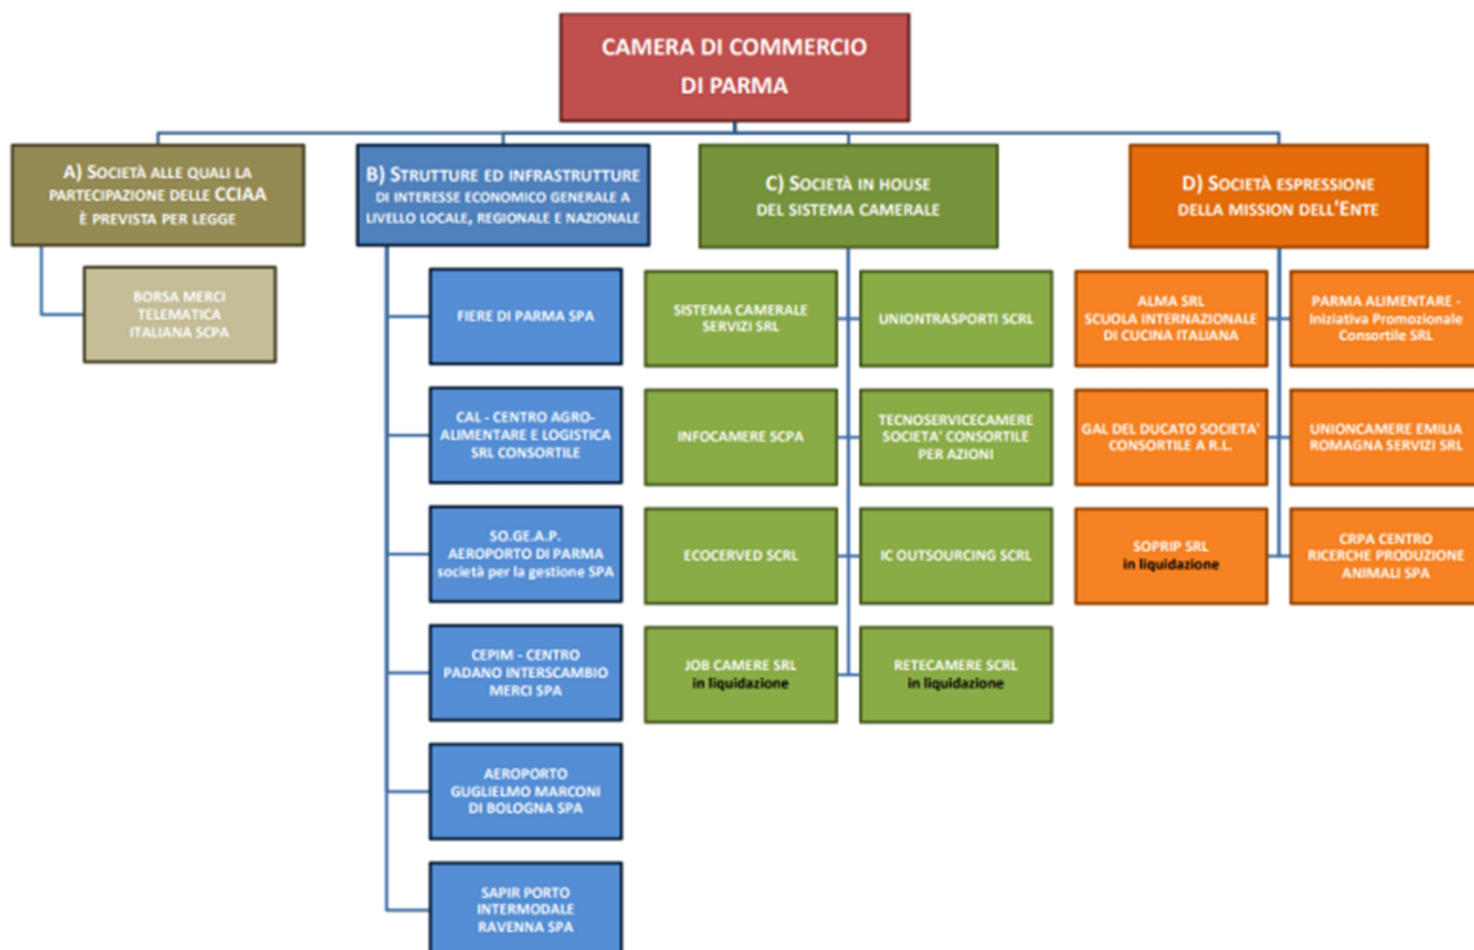 CAMERA DI COMMERCIO
DI PARMA
A) SOCIETÀ ALLE QUALI LA
PARTECIPAZIONE DELLE CCIAA
È PREVISTA PER LEGGE
BORSA MERCI
TELEMATICA
ITALIANA SCPA
B) STRUTTURE ED INFRASTRUTTURE
DI INTERESSE ECONOMICO GENERALE A
LIVELLO LOCALE, REGIONALE E NAZIONALE
FIERE DI PARMA SPA
CAL - CENTRO AGRO-
ALIMENTARE E LOGISTICA
SRL CONSORTILE
SO.GE.A.P.
AEROPORTO DI PARMA
società per la gestione SPA
CEPIM - CENTRO
PADANO INTERSCAMBIO
MERCI SPA
AEROPORTO
GUGLIELMO MARCONI
DI BOLOGNA SPA
SAPIR PORTO
INTERMODALE
RAVENNA SPA
C) SOCIETÀ IN HOUSE
DEL SISTEMA CAMERALE
SISTEMA CAMERALE
SERVIZI SRL
UNIONTRASPORTI SCRL
INFOCAMERE SCPA
TECNOSERVICECAMERE
SOCIETA' CONSORTILE
PER AZIONI
ECOCERVED SCRL
IC OUTSOURCING SCRL
JOB CAMERE SRL
in liquidazione
RETECAMERE SCRL
in liquidazione
D) SOCIETÀ ESPRESSIONE
DELLA MISSION DELL'ENTE
ALMA SRL
SCUOLA INTERNAZIONALE
DI CUCINA ITALIANA
PARMA ALIMENTARE -
Iniziativa Promozionale
Consortile SRL
GAL DEL DUCATO SOCIETA'
CONSORTILE A R.L.
UNIONCAMERE EMILIA
ROMAGNA SERVIZI SRL
SOPRIP SRL
in liquidazione
CRPA CENTRO
RICERCHE PRODUZIONE
ANIMALI SPA